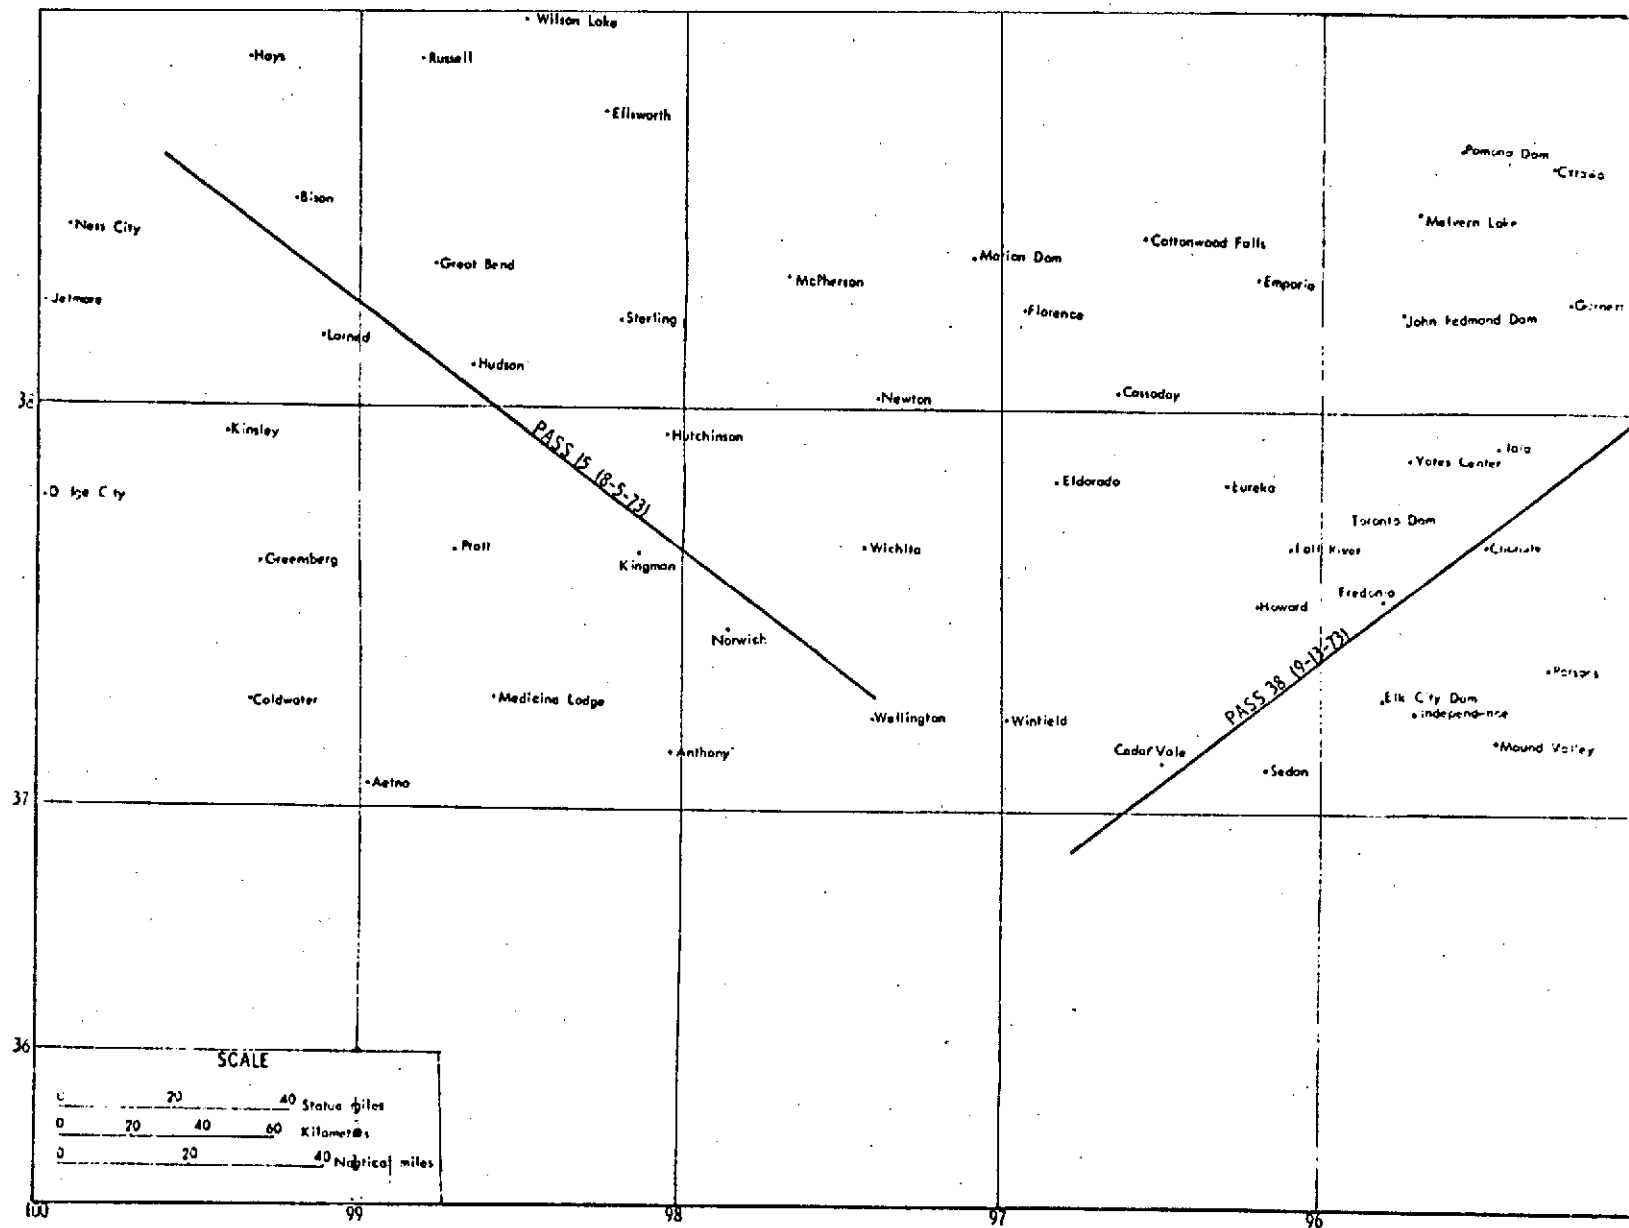 Wilson Lake
Hays
Russell
Ellsworth
Pomona Dam
Bison
Ness City
Melvern Lake
Cottonwood Falls
Great Bend
Marion Dam
McPherson
Emporia
Jetmore
Garnett
Florence
Sterling
John Redmond Dam
Larned
Hudson
Cassoday
38
Newton
Kinsley
PASS 15 (8-5-73)
Hutchinson
Iola
Yates Center
Eldorado
Eureka
City
Toronto Dam
Pratt
Wichita
Fall River
Greensberg
Kingman
Fredonia
Howard
Norwich
PASS 38 (9-13-73)
Parsons
Coldwater
Medicine Lodge
Elk City Dam
Independence
Wellington
Winfield
Mound Valley
Anthony
Cedar Vale
Sedan
Aetna
37
36
SCALE
0 20 40 Statue miles
0 20 40 60 Kilometers
0 20 40 Nautical miles
100 99 98 97 96